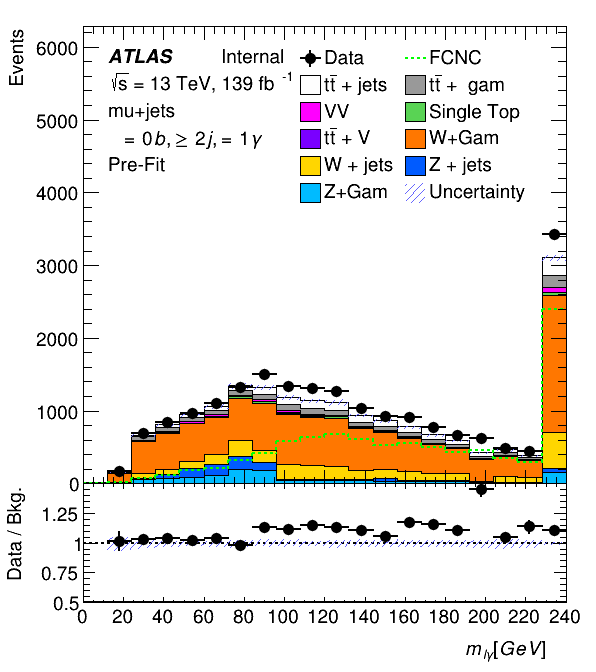 Events
6000
5000
4000
3000
2000
1000
0
ATLAS Internal
√s = 13 TeV, 139 fb⁻¹
mu+jets
= 0b, ≥ 2j, = 1γ
Pre-Fit
Data
FCNC
tt̄ + jets
tt̄ + gam
VV
Single Top
tt̄ + V
W+Gam
W + jets
Z + jets
Z+Gam
Uncertainty
Data / Bkg.
1.25
1
0.75
0.5
0 20 40 60 80 100 120 140 160 180 200 220 240
m_lγ[GeV]